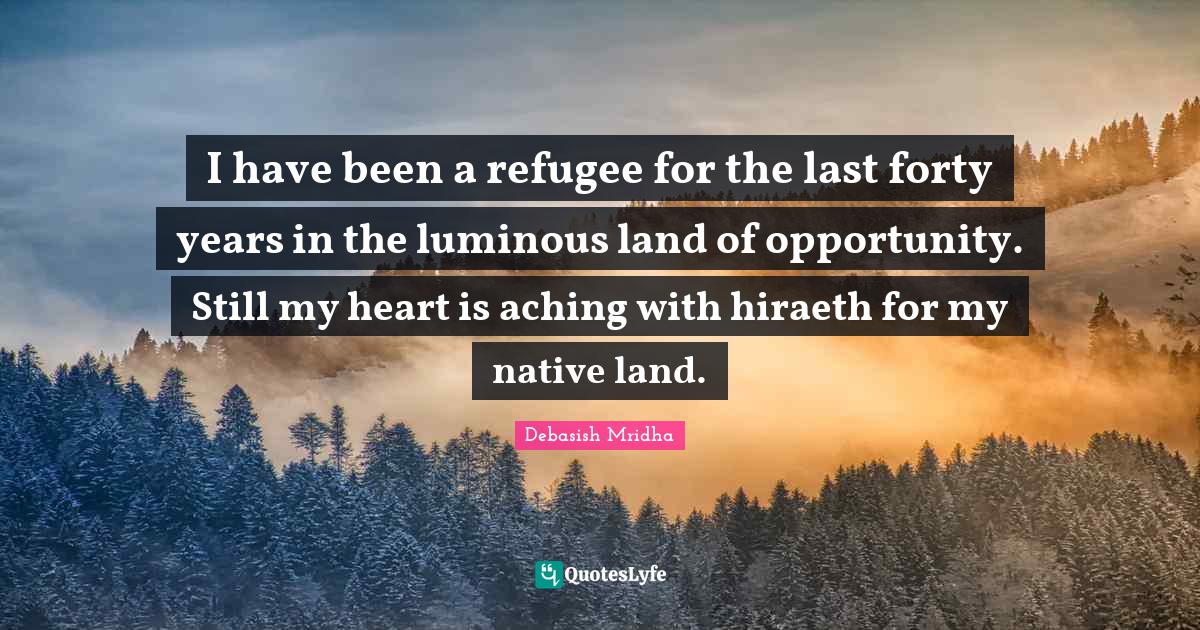 I have been a refugee for the last forty
years in the luminous land of opportunity.
Still my heart is aching with hiraeth for my
native land.
Debasish Mridha
QuotesLyfe